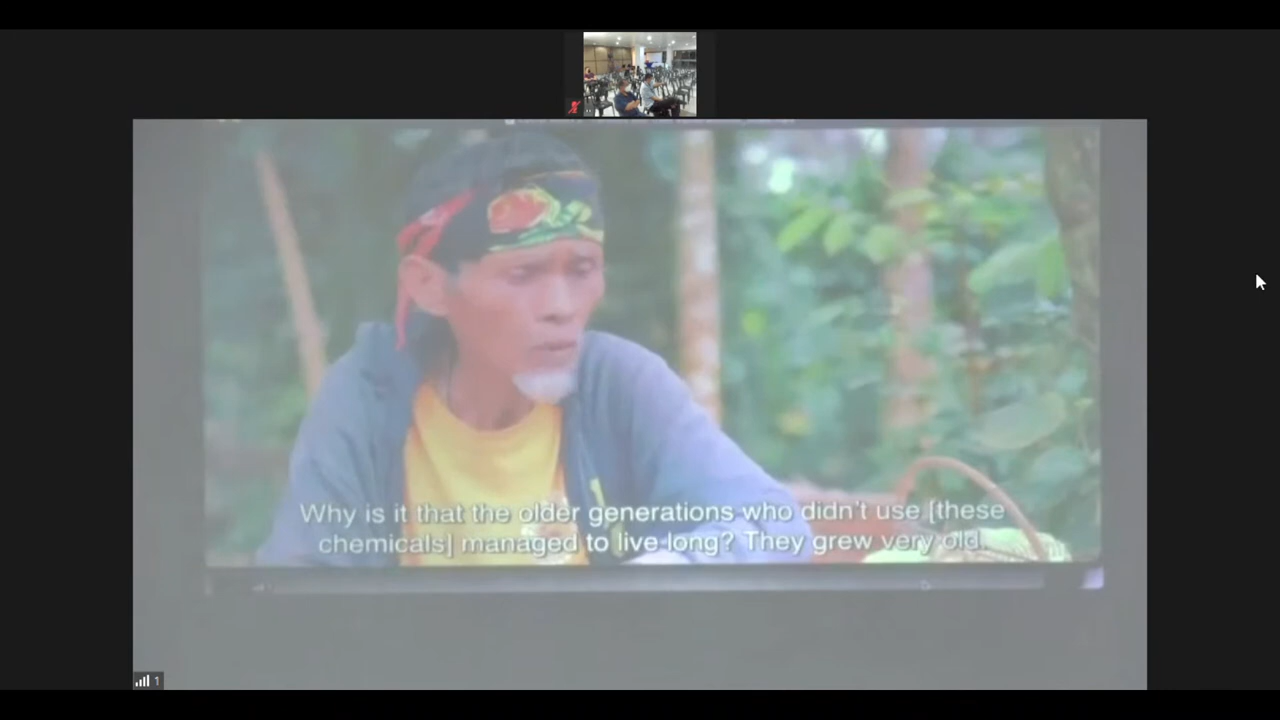 Why is it that the older generations who didn't use [these
chemicals] managed to live long? They grew very old.
1